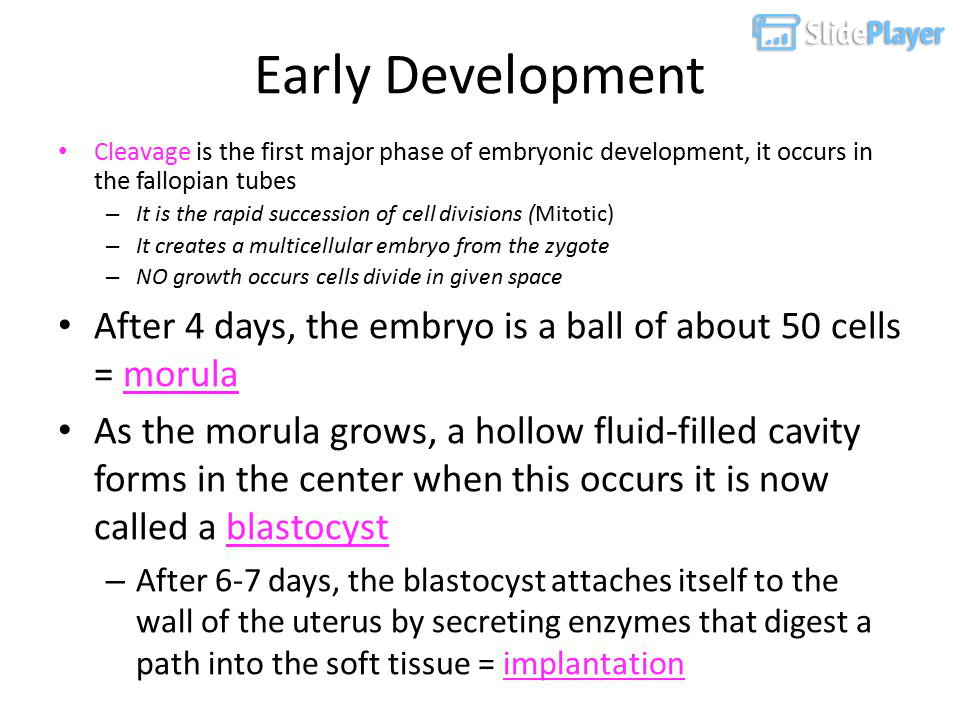 SlidePlayer
Early Development
• Cleavage is the first major phase of embryonic development, it occurs in
the fallopian tubes
– It is the rapid succession of cell divisions (Mitotic)
– It creates a multicellular embryo from the zygote
– NO growth occurs cells divide in given space
• After 4 days, the embryo is a ball of about 50 cells
= morula
• As the morula grows, a hollow fluid-filled cavity
forms in the center when this occurs it is now
called a blastocyst
– After 6-7 days, the blastocyst attaches itself to the
wall of the uterus by secreting enzymes that digest a
path into the soft tissue = implantation